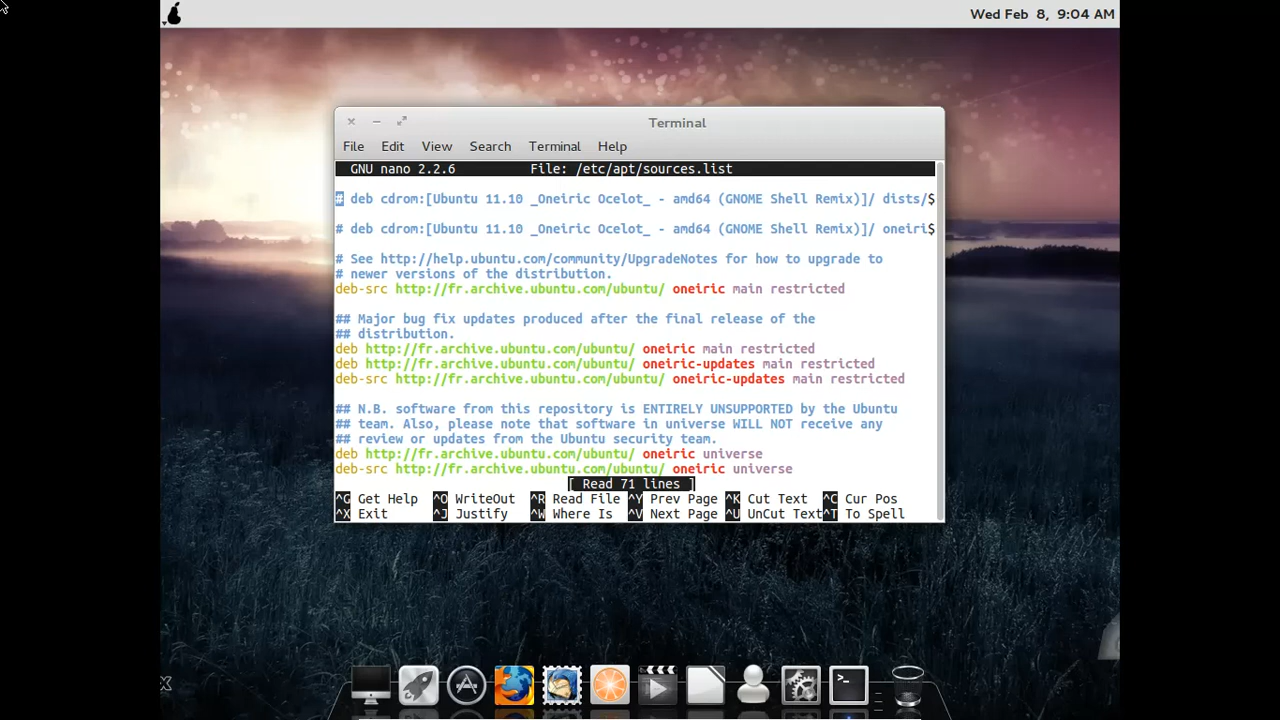 Wed Feb 8, 9:04 AM
Terminal
File Edit View Search Terminal Help
GNU nano 2.2.6 File: /etc/apt/sources.list
# deb cdrom:[Ubuntu 11.10 _Oneiric Ocelot_ - amd64 (GNOME Shell Remix)]/ dists/$
# deb cdrom:[Ubuntu 11.10 _Oneiric Ocelot_ - amd64 (GNOME Shell Remix)]/ oneiri$
# See http://help.ubuntu.com/community/UpgradeNotes for how to upgrade to
# newer versions of the distribution.
deb-src http://fr.archive.ubuntu.com/ubuntu/ oneiric main restricted
## Major bug fix updates produced after the final release of the
## distribution.
deb http://fr.archive.ubuntu.com/ubuntu/ oneiric main restricted
deb http://fr.archive.ubuntu.com/ubuntu/ oneiric-updates main restricted
deb-src http://fr.archive.ubuntu.com/ubuntu/ oneiric-updates main restricted
## N.B. software from this repository is ENTIRELY UNSUPPORTED by the Ubuntu
## team. Also, please note that software in universe WILL NOT receive any
## review or updates from the Ubuntu security team.
deb http://fr.archive.ubuntu.com/ubuntu/ oneiric universe
deb-src http://fr.archive.ubuntu.com/ubuntu/ oneiric universe
[ Read 71 lines ]
^G Get Help ^O WriteOut ^R Read File ^Y Prev Page ^K Cut Text ^C Cur Pos
^X Exit ^J Justify ^W Where Is ^V Next Page ^U UnCut Text ^T To Spell